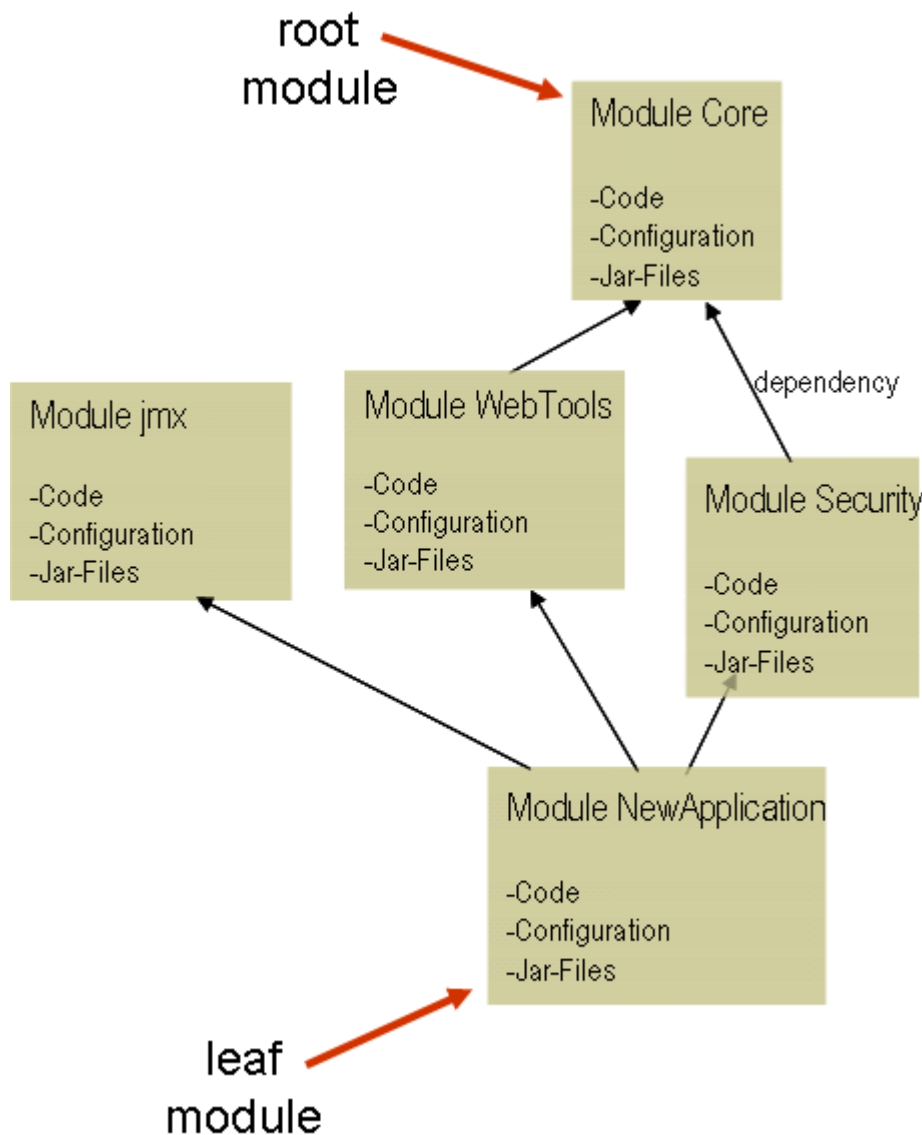 root
module
Module Core
-Code
-Configuration
-Jar-Files
dependency
Module jmx
-Code
-Configuration
-Jar-Files
Module WebTools
-Code
-Configuration
-Jar-Files
Module Security
-Code
-Configuration
-Jar-Files
Module NewApplication
-Code
-Configuration
-Jar-Files
leaf
module